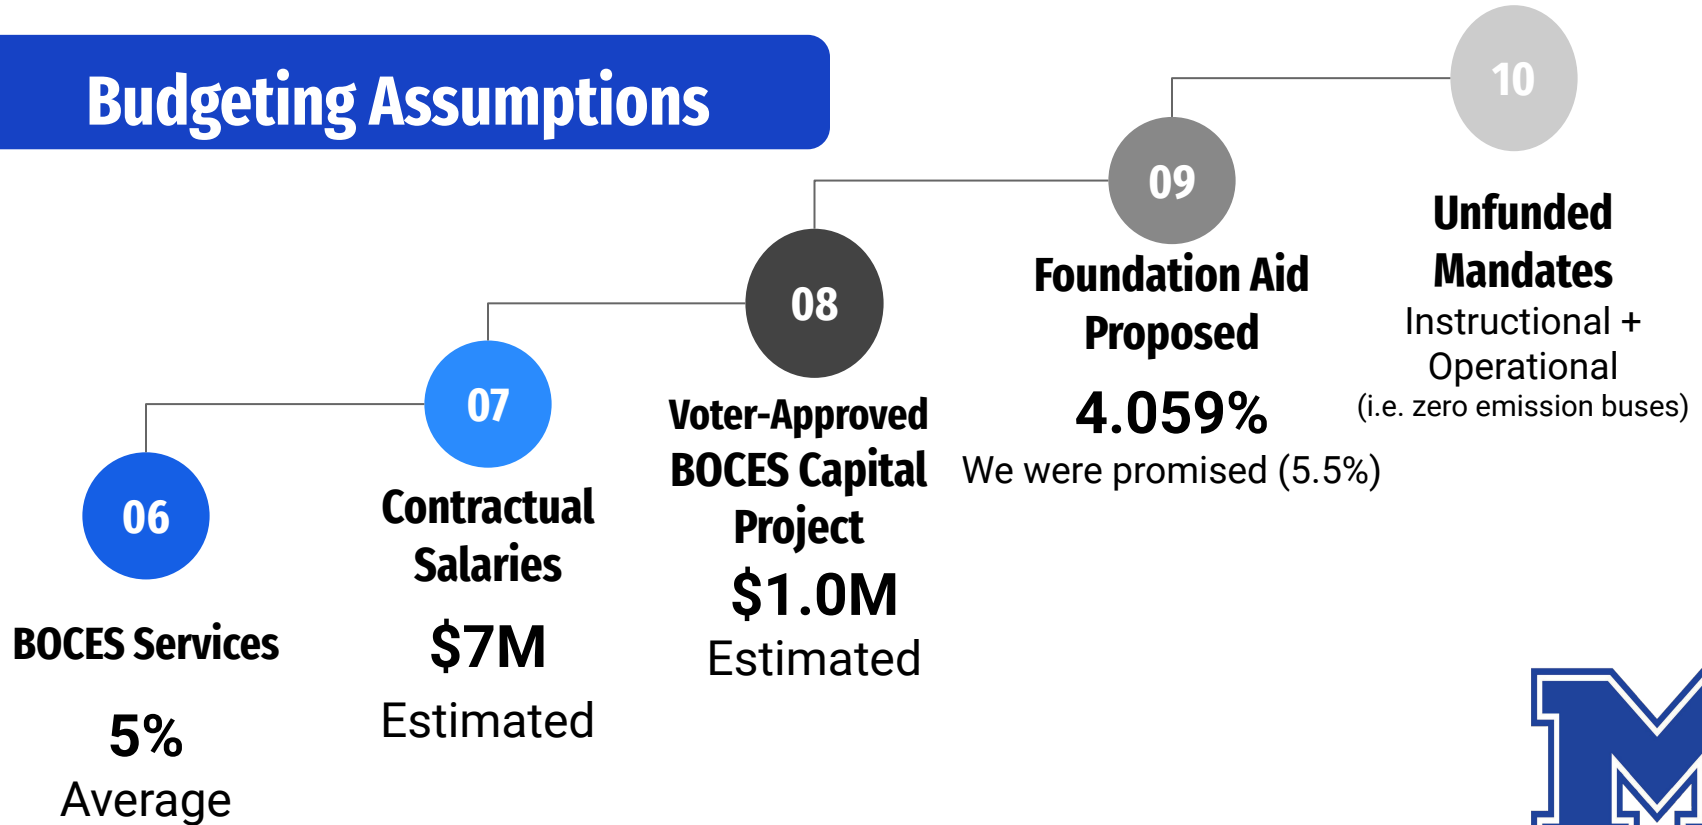 Budgeting Assumptions
06
BOCES Services
5%
Average
07
Contractual
Salaries
$7M
Estimated
08
Voter-Approved
BOCES Capital
Project
$1.0M
Estimated
09
Foundation Aid
Proposed
4.059%
We were promised (5.5%)
10
Unfunded
Mandates
Instructional +
Operational
(i.e. zero emission buses)
M